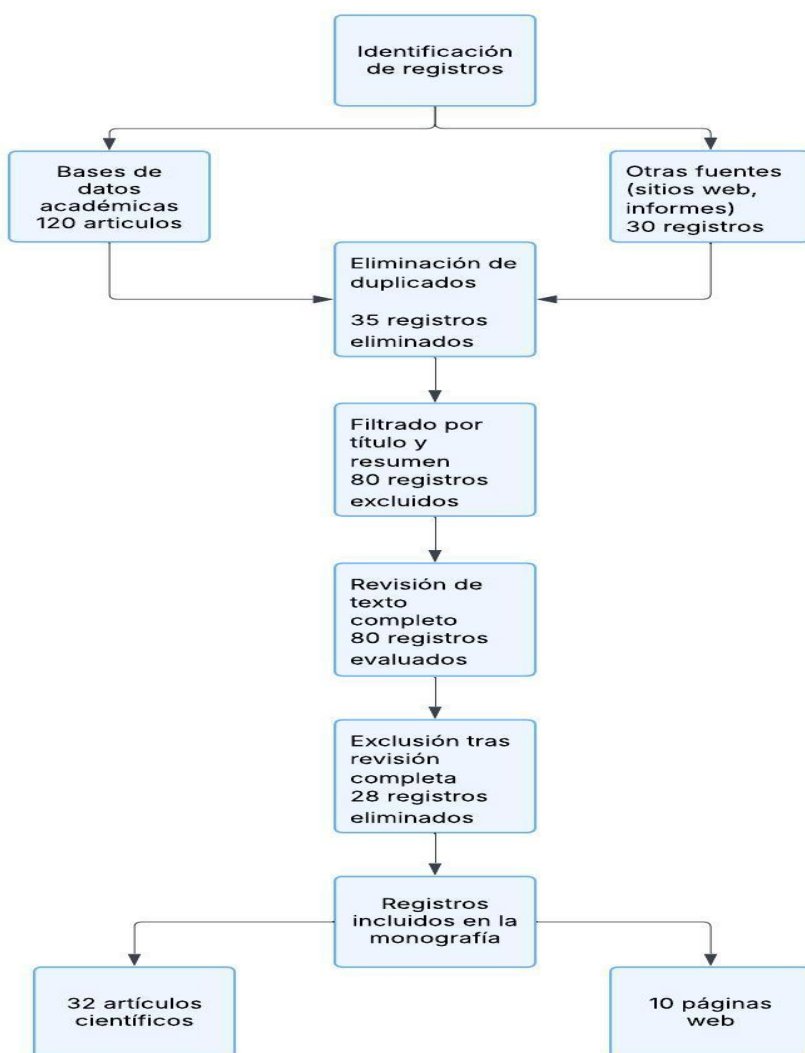 Identificación
de registros
Bases de
datos
académicas
120 articulos
Otras fuentes
(sitios web,
informes)
30 registros
Eliminación de
duplicados
35 registros
eliminados
Filtrado por
título y
resumen
80 registros
excluidos
Revisión de
texto
completo
80 registros
evaluados
Exclusión tras
revisión
completa
28 registros
eliminados
Registros
incluidos en la
monografía
32 artículos
científicos
10 páginas
web